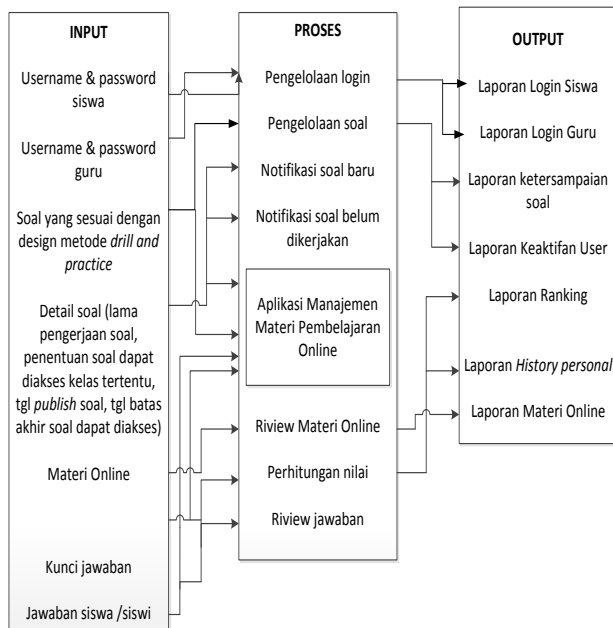 INPUT
Username & password
siswa
Username & password
guru
Soal yang sesuai dengan
design metode drill and
practice
Detail soal (lama
pengerjaan soal,
penentuan soal dapat
diakses kelas tertentu,
tgl publish soal, tgl batas
akhir soal dapat diakses)
Materi Online
Kunci jawaban
Jawaban siswa /siswi
PROSES
Pengelolaan login
Pengelolaan soal
Notifikasi soal baru
Notifikasi soal belum
dikerjakan
Aplikasi Manajemen
Materi Pembelajaran
Online
Riview Materi Online
Perhitungan nilai
Riview jawaban
OUTPUT
Laporan Login Siswa
Laporan Login Guru
Laporan ketersampaian
soal
Laporan Keaktifan User
Laporan Ranking
Laporan History personal
Laporan Materi Online